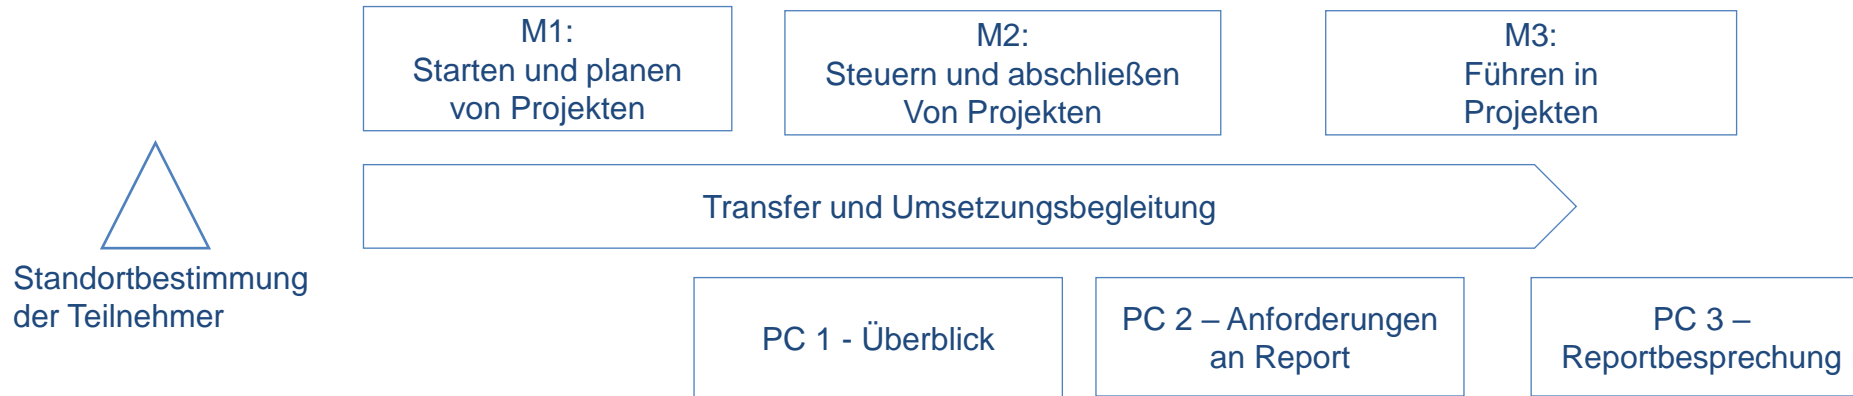 M1:
Starten und planen
von Projekten
M2:
Steuern und abschließen
Von Projekten
M3:
Führen in
Projekten
Transfer und Umsetzungsbegleitung
Standortbestimmung
der Teilnehmer
PC 1 - Überblick
PC 2 – Anforderungen
an Report
PC 3 –
Reportbesprechung